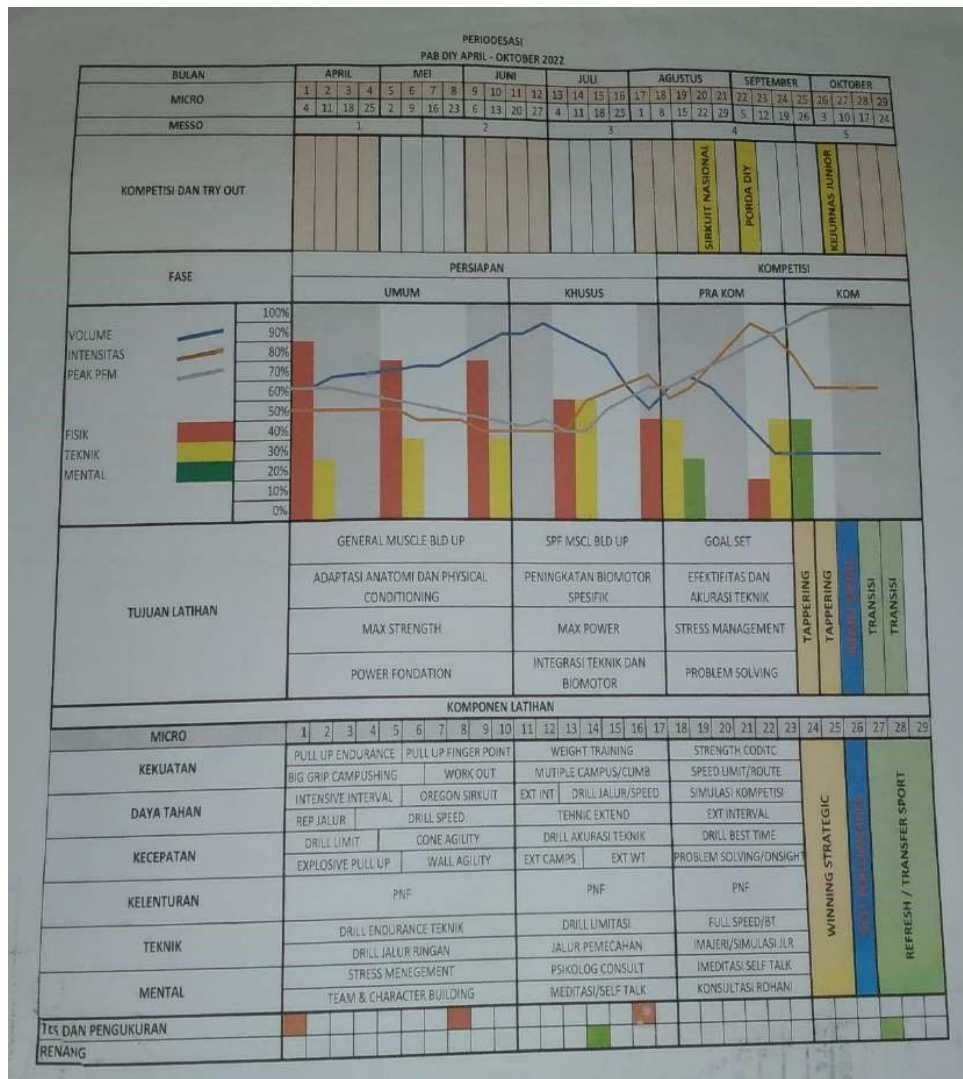 PERIODESASI
PAB DIY APRIL - OKTOBER 2022
BULAN APRIL MEI JUNI JULI AGUSTUS SEPTEMBER OKTOBER
MICRO 1 2 3 4 5 6 7 8 9 10 11 12 13 14 15 16 17 18 19 20 21 22 23 24 25 26 27 28 29
4 11 18 25 2 9 16 23 6 13 20 27 4 11 18 25 1 8 15 22 29 5 12 19 26 3 10 17 24
MESSO 1 2 3 4 5
KOMPETISI DAN TRY OUT
SIRKUIT NASIONAL
PORDA DIY
KEJURNAS JUNIOR
FASE PERSIAPAN KOMPETISI
UMUM KHUSUS PRA KOM KOM
VOLUME
INTENSITAS
PEAK PFM
FISIK
TEKNIK
MENTAL
100%
90%
80%
70%
60%
50%
40%
30%
20%
10%
0%
TUJUAN LATIHAN
GENERAL MUSCLE BLD UP SPF MSCL BLD UP GOAL SET
ADAPTASI ANATOMI DAN PHYSICAL CONDITIONING PENINGKATAN BIOMOTOR SPESIFIK EFEKTIFITAS DAN AKURASI TEKNIK
MAX STRENGTH MAX POWER STRESS MANAGEMENT
POWER FONDATION INTEGRASI TEKNIK DAN BIOMOTOR PROBLEM SOLVING
TAPPERING
TAPPERING
TRANSISI
TRANSISI
KOMPONEN LATIHAN
MICRO 1 2 3 4 5 6 7 8 9 10 11 12 13 14 15 16 17 18 19 20 21 22 23 24 25 26 27 28 29
KEKUATAN
PULL UP ENDURANCE PULL UP FINGER POINT WEIGHT TRAINING STRENGTH CODITC
BIG GRIP CAMPUSHING WORK OUT MUTIPLE CAMPUS/CLIMB SPEED LIMIT/ROUTE
DAYA TAHAN
INTENSIVE INTERVAL OREGON SIRKUIT EXT INT DRILL JALUR/SPEED SIMULASI KOMPETISI
REP JALUR DRILL SPEED TEHNIC EXTEND EXT INTERVAL
KECEPATAN
DRILL LIMIT CONE AGILITY DRILL AKURASI TEKNIK DRILL BEST TIME
EXPLOSIVE PULL UP WALL AGILITY EXT CAMPS EXT WT PROBLEM SOLVING/ONSIGHT
KELENTURAN PNF PNF PNF
TEKNIK
DRILL ENDURANCE TEKNIK DRILL LIMITASI FULL SPEED/BT
DRILL JALUR RINGAN JALUR PEMECAHAN IMAJERI/SIMULASI JLR
MENTAL
STRESS MENEGEMENT PSIKOLOG CONSULT IMEDITASI SELF TALK
TEAM & CHARACTER BUILDING MEDITASI/SELF TALK KONSULTASI ROHANI
WINNING STRATEGIC
REFRESH / TRANSFER SPORT
TES DAN PENGUKURAN
RENANG